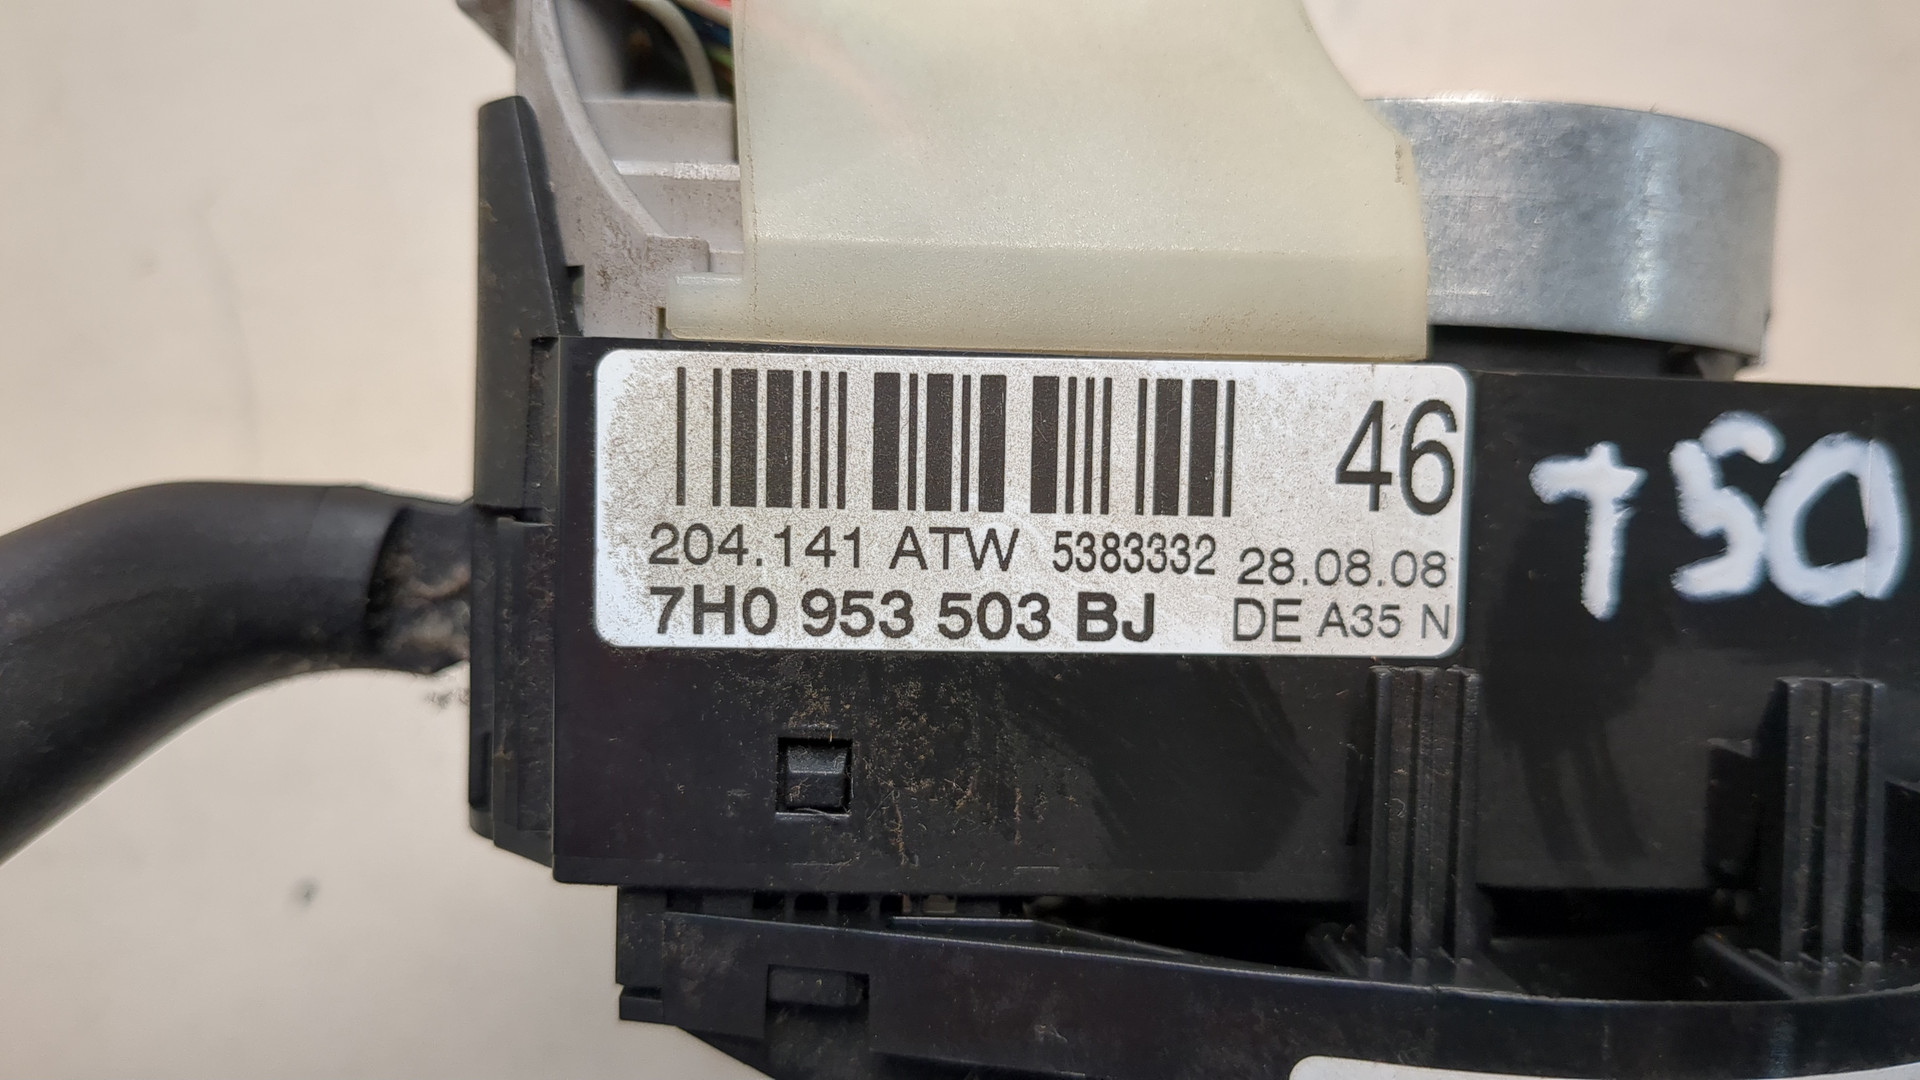 46
204.141 ATW 5383332 28.08.08
7H0 953 503 BJ DE A35 N
T50